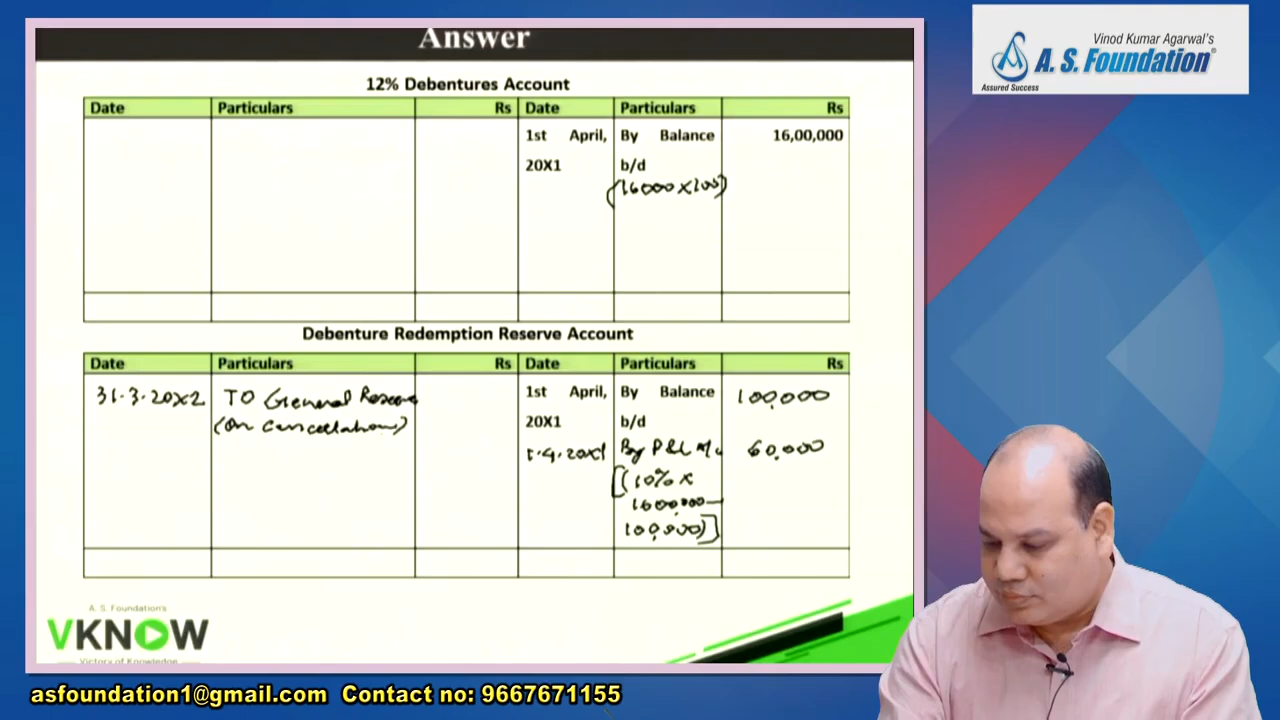 Answer
Vinod Kumar Agarwal's
A. S. Foundation®
Assured Success
12% Debentures Account
Date Particulars Rs Date Particulars Rs
1st April, By Balance 16,00,000
20X1 b/d
(16000 x 100)
Debenture Redemption Reserve Account
Date Particulars Rs Date Particulars Rs
31.3.20X2 TO General Reserve 1st April, By Balance 100,000
(On Cancellation) 20X1 b/d
1.4.20X1 By P&L A/c 60,000
[(10% x
1600,000 -
100,000)]
A. S. Foundation's
VKNOW
Victory of Knowledge
asfoundation1@gmail.com Contact no: 9667671155